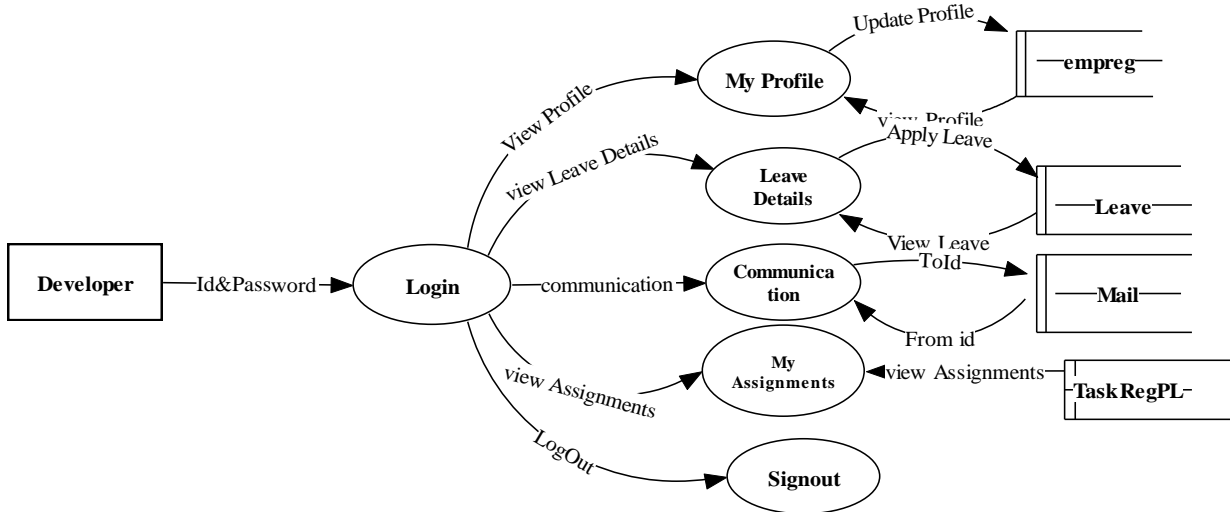 Update Profile
My Profile
empreg
View Profile
view Profile
Apply Leave
view Leave Details
Leave
Details
Leave
View Leave
Developer
Id&Password
Login
communication
Communica
tion
ToId
Mail
From id
view Assignments
My
Assignments
view Assignments
TaskRegPL
LogOut
Signout